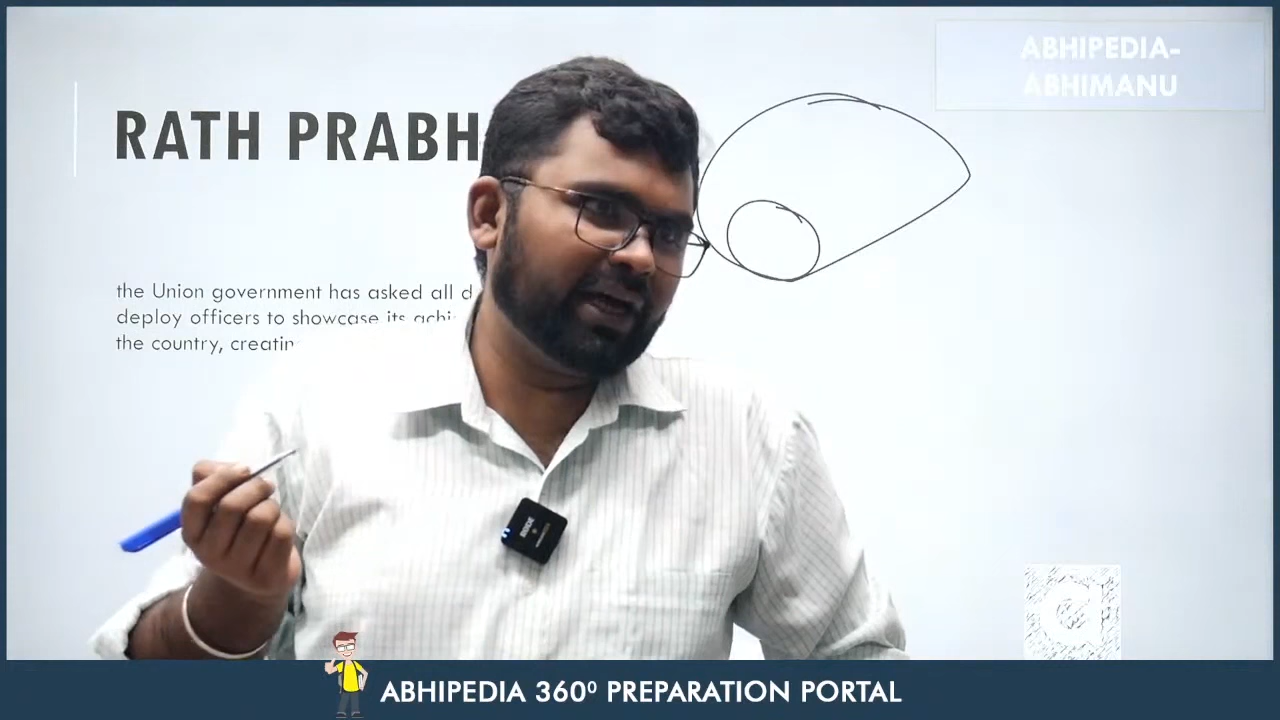 ABHIPEDIA-
ABHIMANU
RATH PRABH
the Union government has asked all d
deploy officers to showcase its achi
the country, creatin
RODE
ABHIPEDIA 360⁰ PREPARATION PORTAL